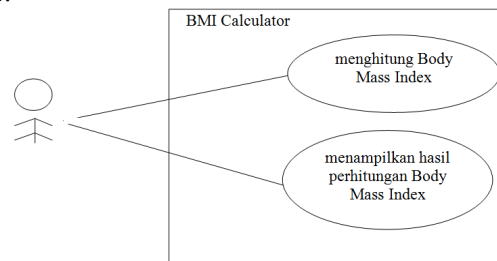 BMI Calculator
menghitung Body
Mass Index
menampilkan hasil
perhitungan Body
Mass Index